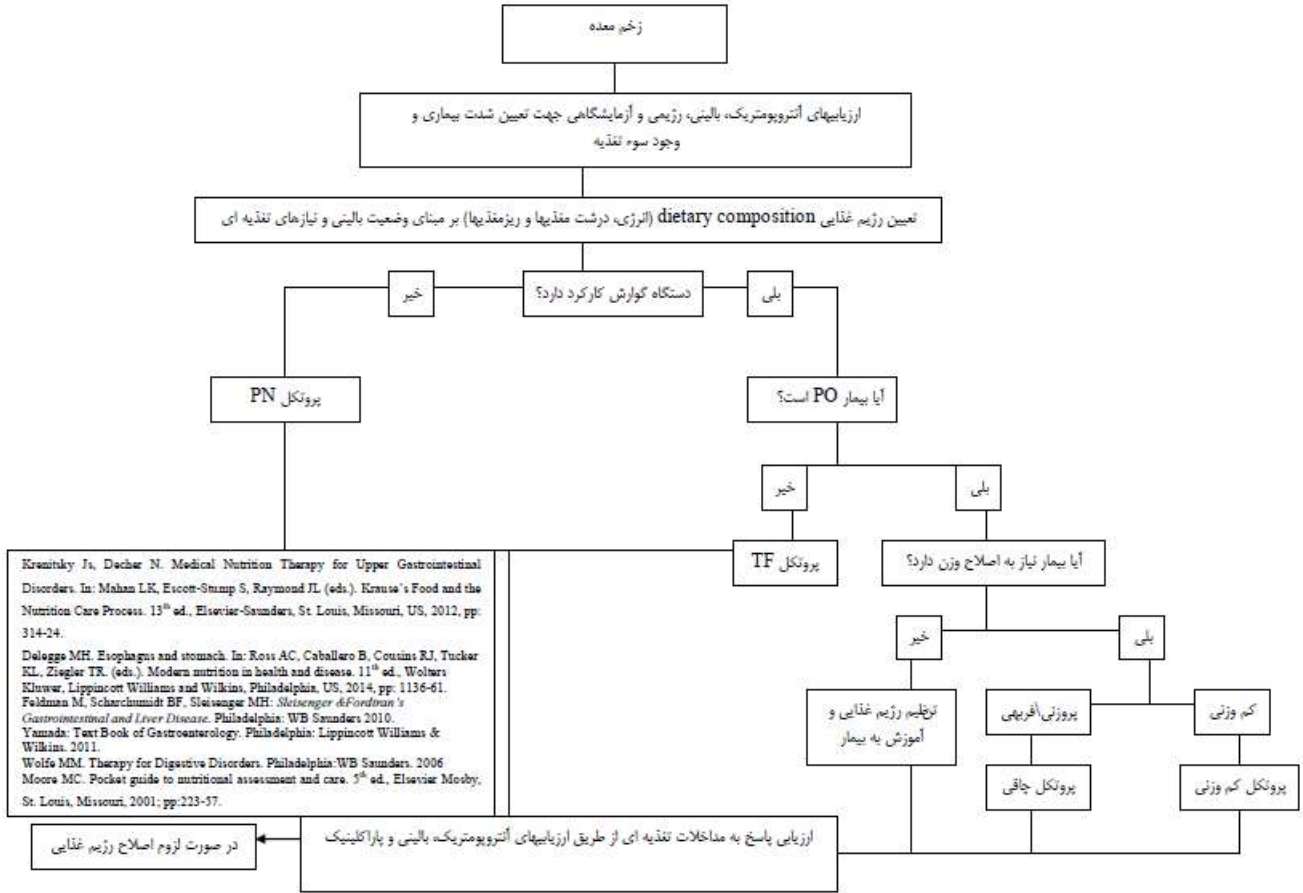 زخم معده
ارزیابیهای آنتروپومتریک، بالینی، رژیمی و آزمایشگاهی جهت تعیین شدت بیماری و
وجود سوء تغذیه
تعیین رژیم غذایی dietary composition (انرژی، درشت مغذیها و ریزمغذیها) بر مبنای وضعیت بالینی و نیازهای تغذیه ای
دستگاه گوارش کارکرد دارد؟
بلی
خیر
آیا بیمار PO است؟
پروتکل PN
بلی
خیر
آیا بیمار نیاز به اصلاح وزن دارد؟
پروتکل TF
بلی
خیر
کم وزنی
پروزنی\فربهی
تنظیم رژیم غذایی و
آموزش به بیمار
پروتکل کم وزنی
پروتکل چاقی
Krenitsky Js, Decher N. Medical Nutrition Therapy for Upper Gastrointestinal
Disorders. In: Mahan LK, Escott-Stump S, Raymond JL (eds.). Krause's Food and the
Nutrition Care Process. 13th ed., Elsevier-Saunders, St. Louis, Missouri, US, 2012, pp:
314-24.
Delegge MH. Esophagus and stomach. In: Ross AC, Caballero B, Cousins RJ, Tucker
KL, Ziegler TR. (eds.). Modern nutrition in health and disease. 11th ed., Wolters
Kluwer, Lippincott Williams and Wilkins, Philadelphia, US, 2014, pp: 1136-61.
Feldman M, Scharchumidt BF, Sleisenger MH: Sleisenger &Fordtran's
Gastrointestinal and Liver Disease. Philadelphia: WB Saunders 2010.
Yamada: Text Book of Gastroenterology. Philadelphia: Lippincott Williams &
Wilkins. 2011.
Wolfe MM. Therapy for Digestive Disorders. Philadelphia:WB Saunders. 2006
Moore MC. Pocket guide to nutritional assessment and care. 5th ed., Elsevier Mosby,
St. Louis, Missouri, 2001; pp:223-57.
ارزیابی پاسخ به مداخلات تغذیه ای از طریق ارزیابیهای آنتروپومتریک، بالینی و پاراکلینیک
در صورت لزوم اصلاح رژیم غذایی